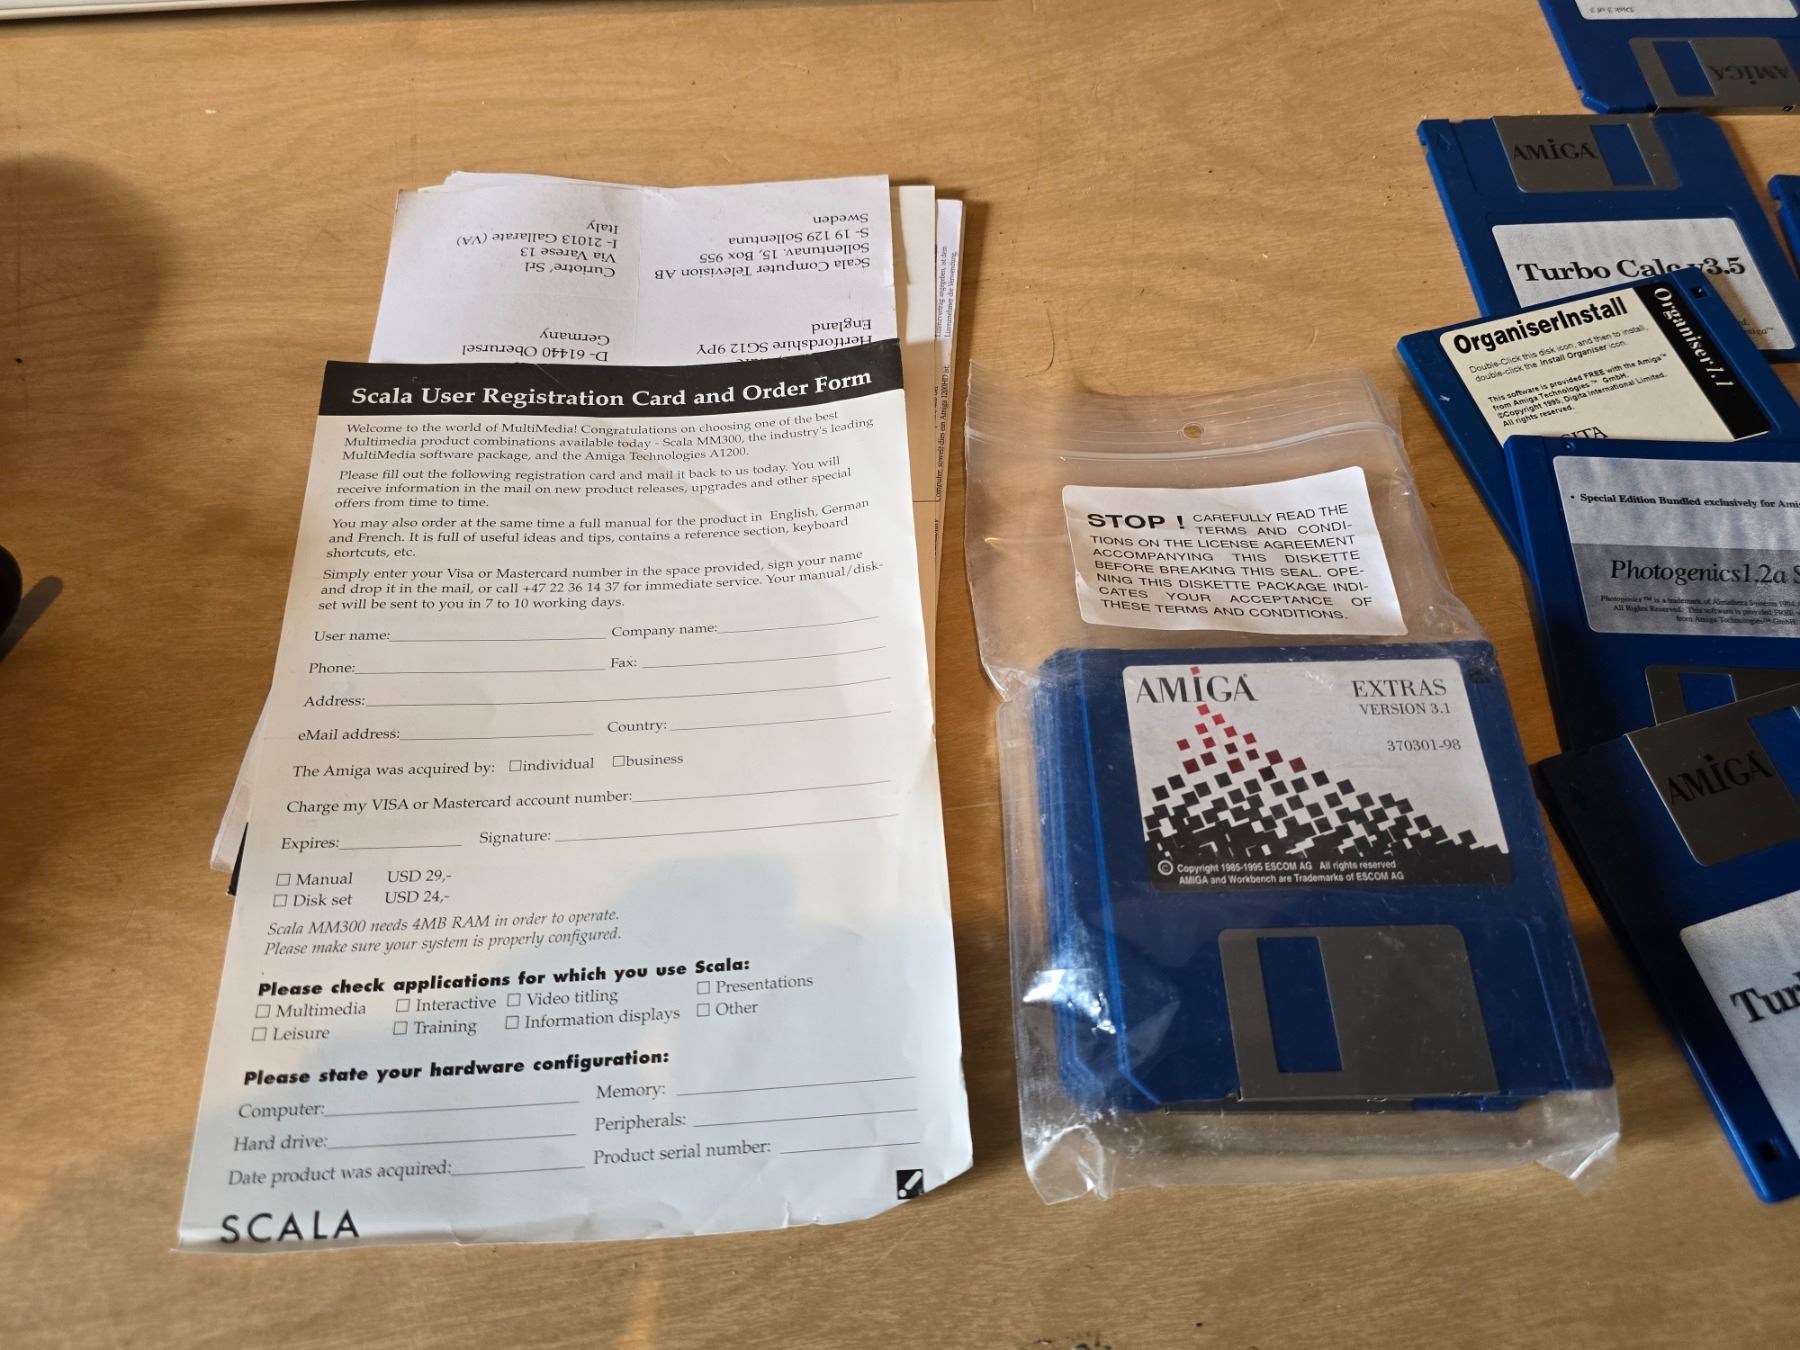 Scala Computer Television AB
Sollentunav. 15, Box 955
S- 19 129 Sollentuna
Sweden
Curiotre' Srl
Via Varese 13
I- 21013 Gallarate (VA)
Italy
Hertfordshire SG12 9PY
England
D- 61440 Oberursel
Germany
Scala User Registration Card and Order Form
Welcome to the world of MultiMedia! Congratulations on choosing one of the best
Multimedia product combinations available today - Scala MM300, the industry's leading
MultiMedia software package, and the Amiga Technologies A1200.
Please fill out the following registration card and mail it back to us today. You will
receive information in the mail on new product releases, upgrades and other special
offers from time to time.
You may also order at the same time a full manual for the product in English, German
and French. It is full of useful ideas and tips, contains a reference section, keyboard
shortcuts, etc.
Simply enter your Visa or Mastercard number in the space provided, sign your name
and drop it in the mail, or call +47 22 36 14 37 for immediate service. Your manual/disk-
set will be sent to you in 7 to 10 working days.
User name: Company name:
Phone: Fax:
Address:
eMail address: Country:
The Amiga was acquired by: individual business
Charge my VISA or Mastercard account number:
Expires: Signature:
Manual USD 29,-
Disk set USD 24,-
Scala MM300 needs 4MB RAM in order to operate.
Please make sure your system is properly configured.
Please check applications for which you use Scala:
Multimedia Interactive Video titling Presentations
Leisure Training Information displays Other
Please state your hardware configuration:
Computer: Memory:
Hard drive: Peripherals:
Date product was acquired: Product serial number:
SCALA
STOP ! CAREFULLY READ THE
TERMS AND CONDI-
TIONS ON THE LICENSE AGREEMENT
ACCOMPANYING THIS DISKETTE
BEFORE BREAKING THIS SEAL. OPE-
NING THIS DISKETTE PACKAGE INDI-
CATES YOUR ACCEPTANCE OF
THESE TERMS AND CONDITIONS.
AMIGA
EXTRAS
VERSION 3.1
370301-98
© Copyright 1985-1995 ESCOM AG All rights reserved
AMIGA and Workbench are Trademarks of ESCOM AG
AMIGA
AMIGA
Turbo Calc v3.5
OrganiserInstall
Double-Click this disk icon, and then to install,
double-click the Install Organiser icon.
This software is provided FREE with the Amiga™
from Amiga Technologies™ GmbH.
©Copyright 1995, Digita International Limited.
All rights reserved.
Organiser1.1
• Special Edition Bundled exclusively for
Photogenics1.2a
AMIGA